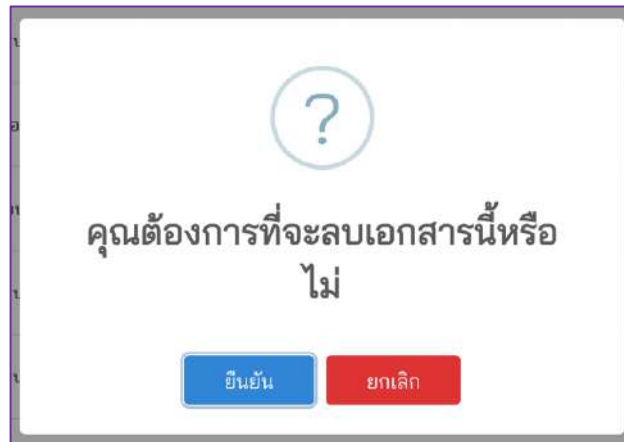 ?
คุณต้องการที่จะลบเอกสารนี้หรือ
ไม่
ยืนยัน
ยกเลิก